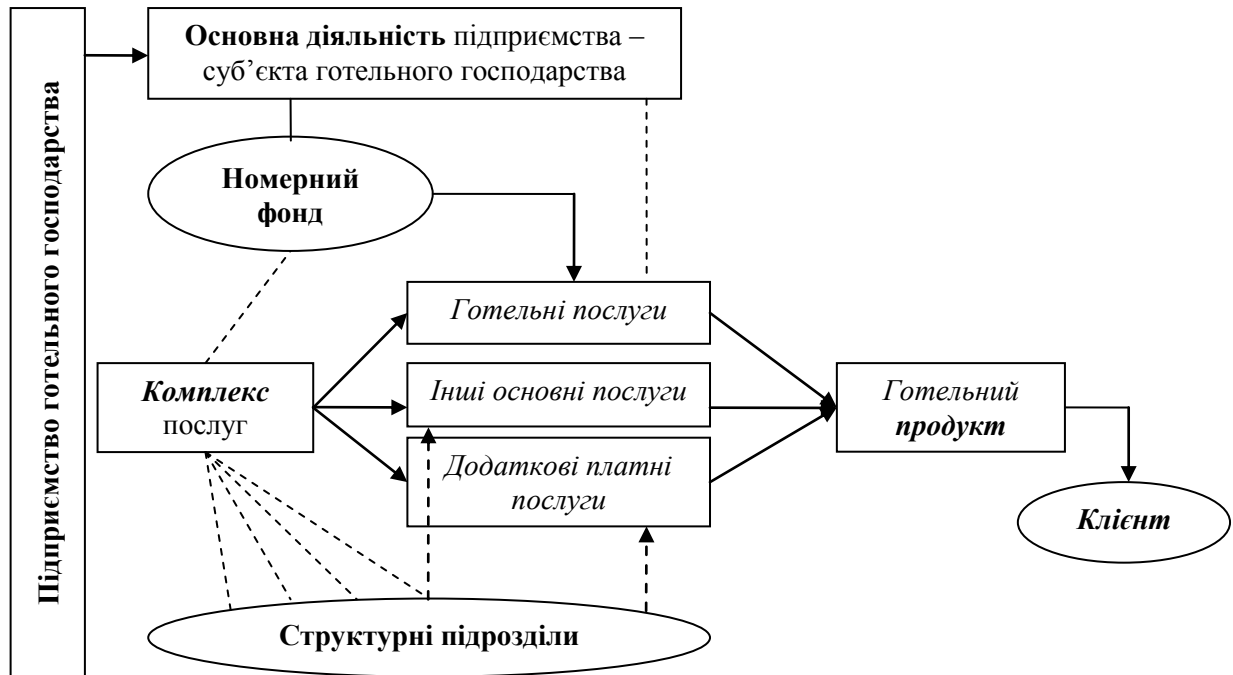 Підприємство готельного господарства
Основна діяльність підприємства –
суб’єкта готельного господарства
Номерний
фонд
Готельні послуги
Комплекс
послуг
Інші основні послуги
Готельний
продукт
Додаткові платні
послуги
Клієнт
Структурні підрозділи